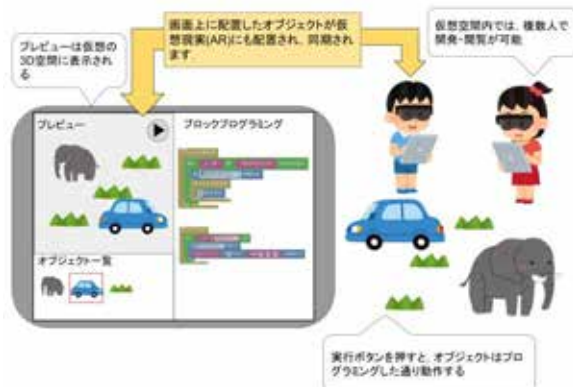 画面上に配置したオブジェクトが仮
想現実(AR)にも配置され、同期され
ます
プレビューは仮想の
3D空間に表示され
る
仮想空間内では、複数人で
開発・閲覧が可能
プレビュー
ブロックプログラミング
オブジェクト一覧
実行ボタンを押すと、オブジェクトはプロ
グラミングした通り動作する